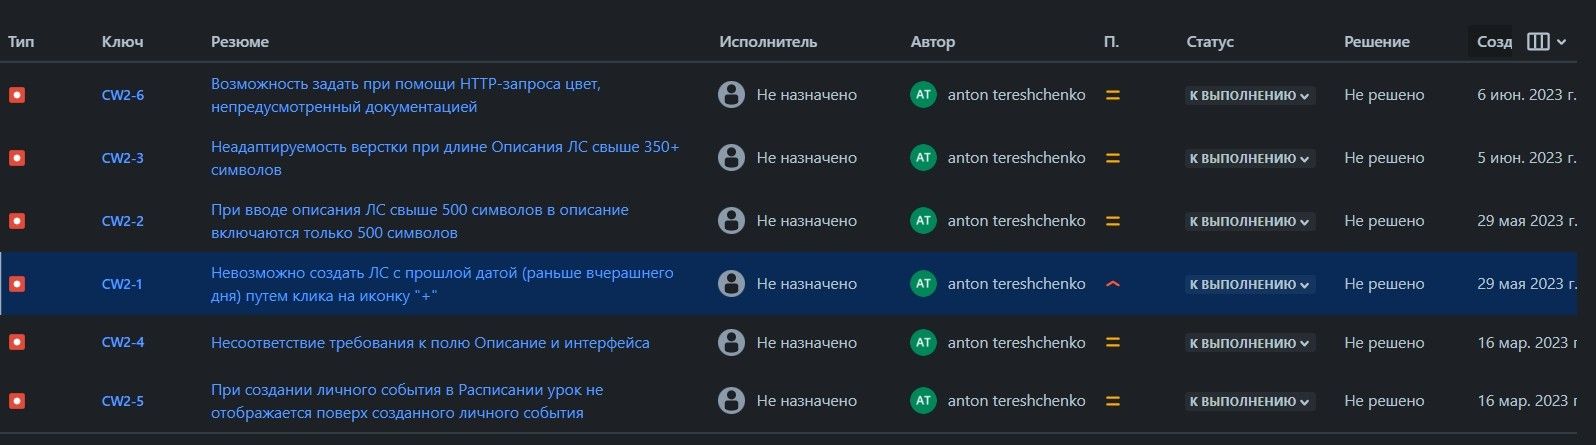 Тип Ключ Резюме Исполнитель Автор П. Статус Решение Созд
CW2-6 Возможность задать при помощи HTTP-запроса цвет, Не назначено AT anton tereshchenko К ВЫПОЛНЕНИЮ Не решено 6 июн. 2023 г.
непредусмотренный документацией
CW2-3 Неадаптируемость верстки при длине Описания ЛС свыше 350+ Не назначено AT anton tereshchenko К ВЫПОЛНЕНИЮ Не решено 5 июн. 2023 г.
символов
CW2-2 При вводе описания ЛС свыше 500 символов в описание Не назначено AT anton tereshchenko К ВЫПОЛНЕНИЮ Не решено 29 мая 2023 г.
включаются только 500 символов
CW2-1 Невозможно создать ЛС с прошлой датой (раньше вчерашнего Не назначено AT anton tereshchenko К ВЫПОЛНЕНИЮ Не решено 29 мая 2023 г.
дня) путем клика на иконку "+"
CW2-4 Несоответствие требования к полю Описание и интерфейса Не назначено AT anton tereshchenko К ВЫПОЛНЕНИЮ Не решено 16 мар. 2023 г
CW2-5 При создании личного события в Расписании урок не Не назначено AT anton tereshchenko К ВЫПОЛНЕНИЮ Не решено 16 мар. 2023 г
отображается поверх созданного личного события